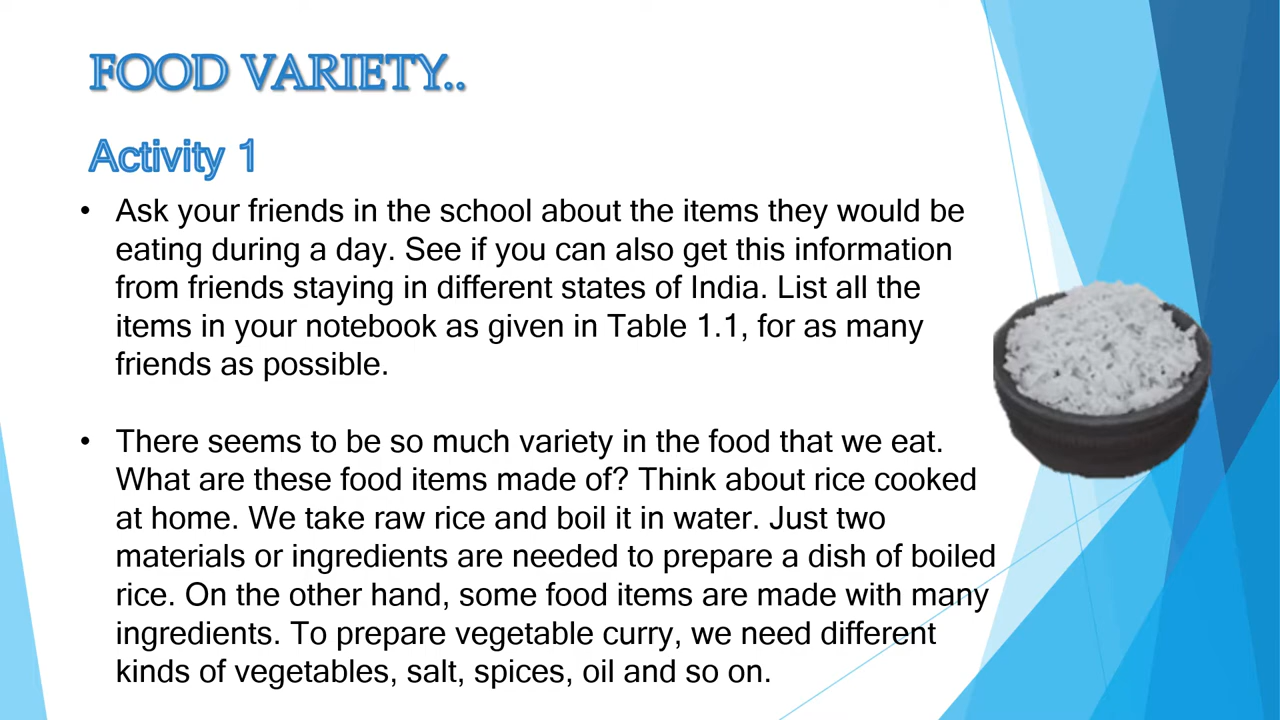 FOOD VARIETY..
Activity 1
• Ask your friends in the school about the items they would be
eating during a day. See if you can also get this information
from friends staying in different states of India. List all the
items in your notebook as given in Table 1.1, for as many
friends as possible.
• There seems to be so much variety in the food that we eat.
What are these food items made of? Think about rice cooked
at home. We take raw rice and boil it in water. Just two
materials or ingredients are needed to prepare a dish of boiled
rice. On the other hand, some food items are made with many
ingredients. To prepare vegetable curry, we need different
kinds of vegetables, salt, spices, oil and so on.